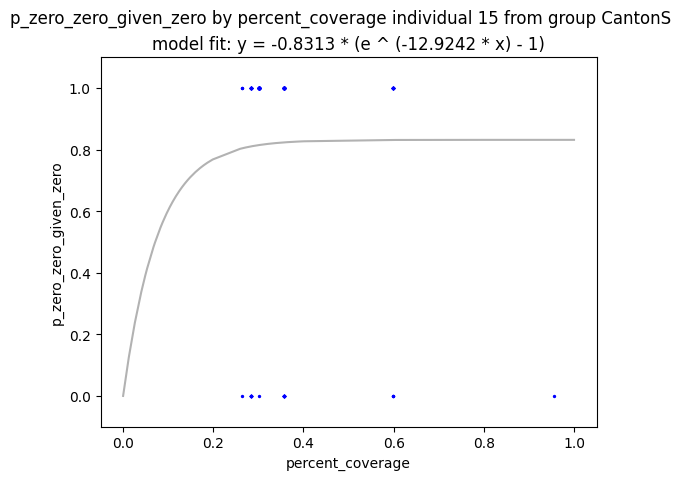 p_zero_zero_given_zero by percent_coverage individual 15 from group CantonS
model fit: y = -0.8313 * (e ^ (-12.9242 * x) - 1)
1.0
0.8
0.6
0.4
0.2
0.0
p_zero_zero_given_zero
0.0 0.2 0.4 0.6 0.8 1.0
percent_coverage